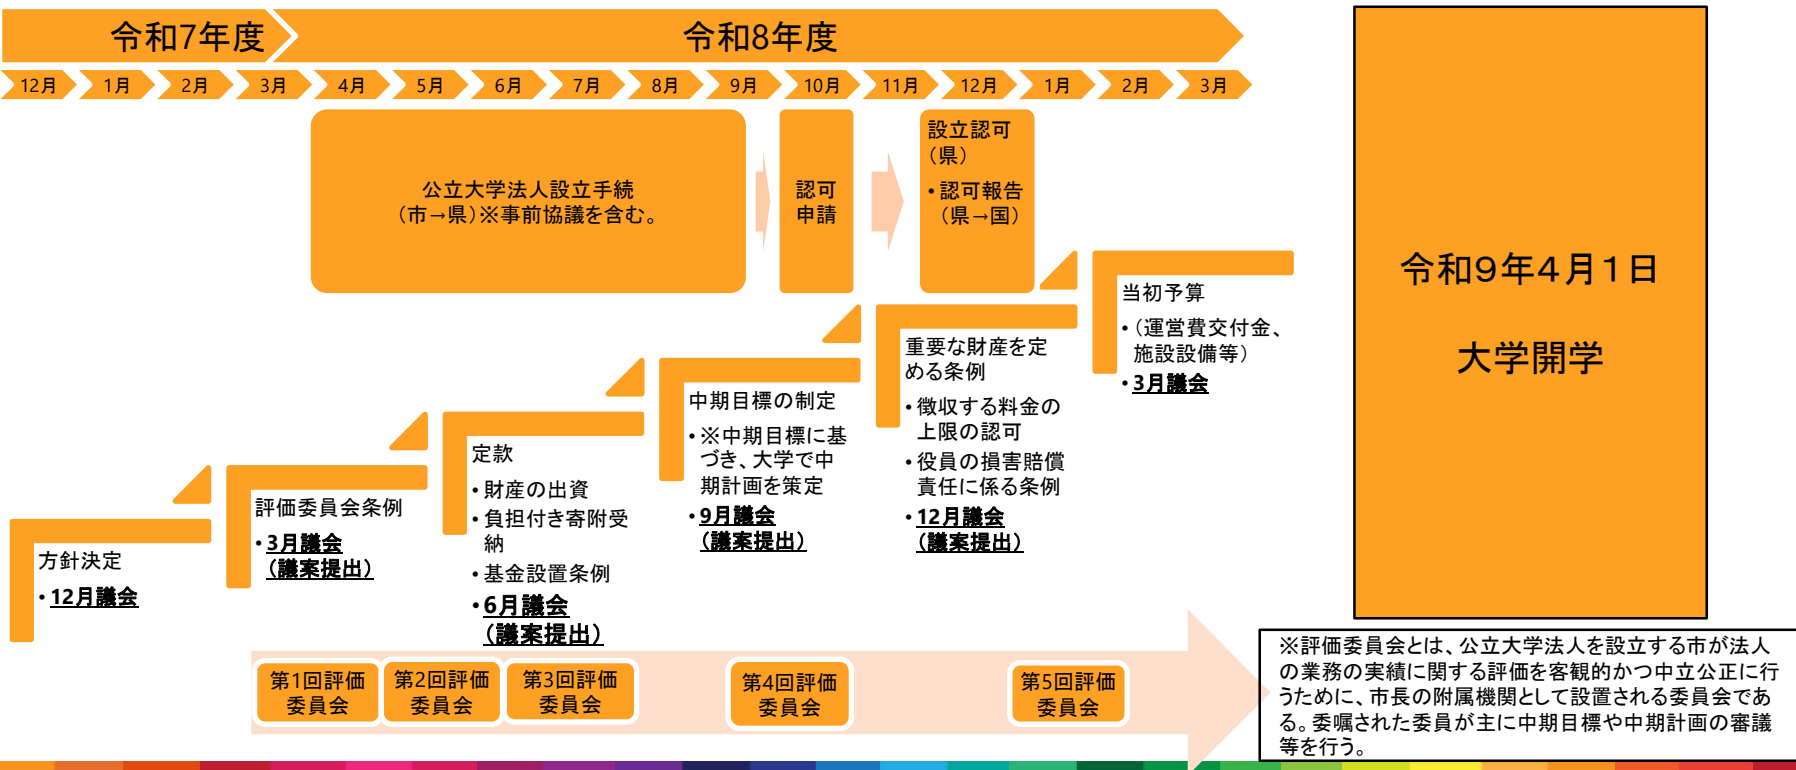 令和7年度
令和8年度
12月
1月
2月
3月
4月
5月
6月
7月
8月
9月
10月
11月
12月
1月
2月
3月
公立大学法人設立手続
（市→県）※事前協議を含む。
認可
申請
設立認可
（県）
・認可報告
（県→国）
方針決定
・12月議会
評価委員会条例
・3月議会
（議案提出）
定款
・財産の出資
・負担付き寄附受
納
・基金設置条例
・6月議会
（議案提出）
中期目標の制定
・※中期目標に基
づき、大学で中
期計画を策定
・9月議会
（議案提出）
重要な財産を定
める条例
・徴収する料金の
上限の認可
・役員の損害賠償
責任に係る条例
・12月議会
（議案提出）
当初予算
・（運営費交付金、
施設設備等）
・3月議会
令和９年４月１日
大学開学
第1回評価
委員会
第2回評価
委員会
第3回評価
委員会
第4回評価
委員会
第5回評価
委員会
※評価委員会とは、公立大学法人を設立する市が法人
の業務の実績に関する評価を客観的かつ中立公正に行
うために、市長の附属機関として設置される委員会であ
る。委嘱された委員が主に中期目標や中期計画の審議
等を行う。